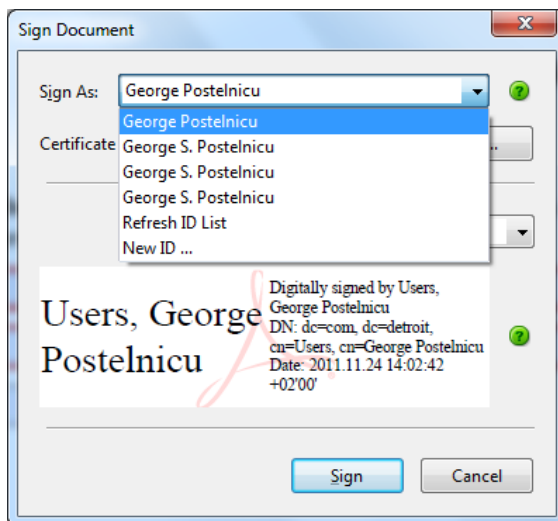 Sign Document
Sign As: George Postelnicu
George Postelnicu
George S. Postelnicu
Certificate
George S. Postelnicu
George S. Postelnicu
Refresh ID List
New ID ...
Users, George
Postelnicu
Digitally signed by Users,
George Postelnicu
DN: dc=com, dc=detroit,
cn=Users, cn=George Postelnicu
Date: 2011.11.24 14:02:42
+02'00'
Sign
Cancel